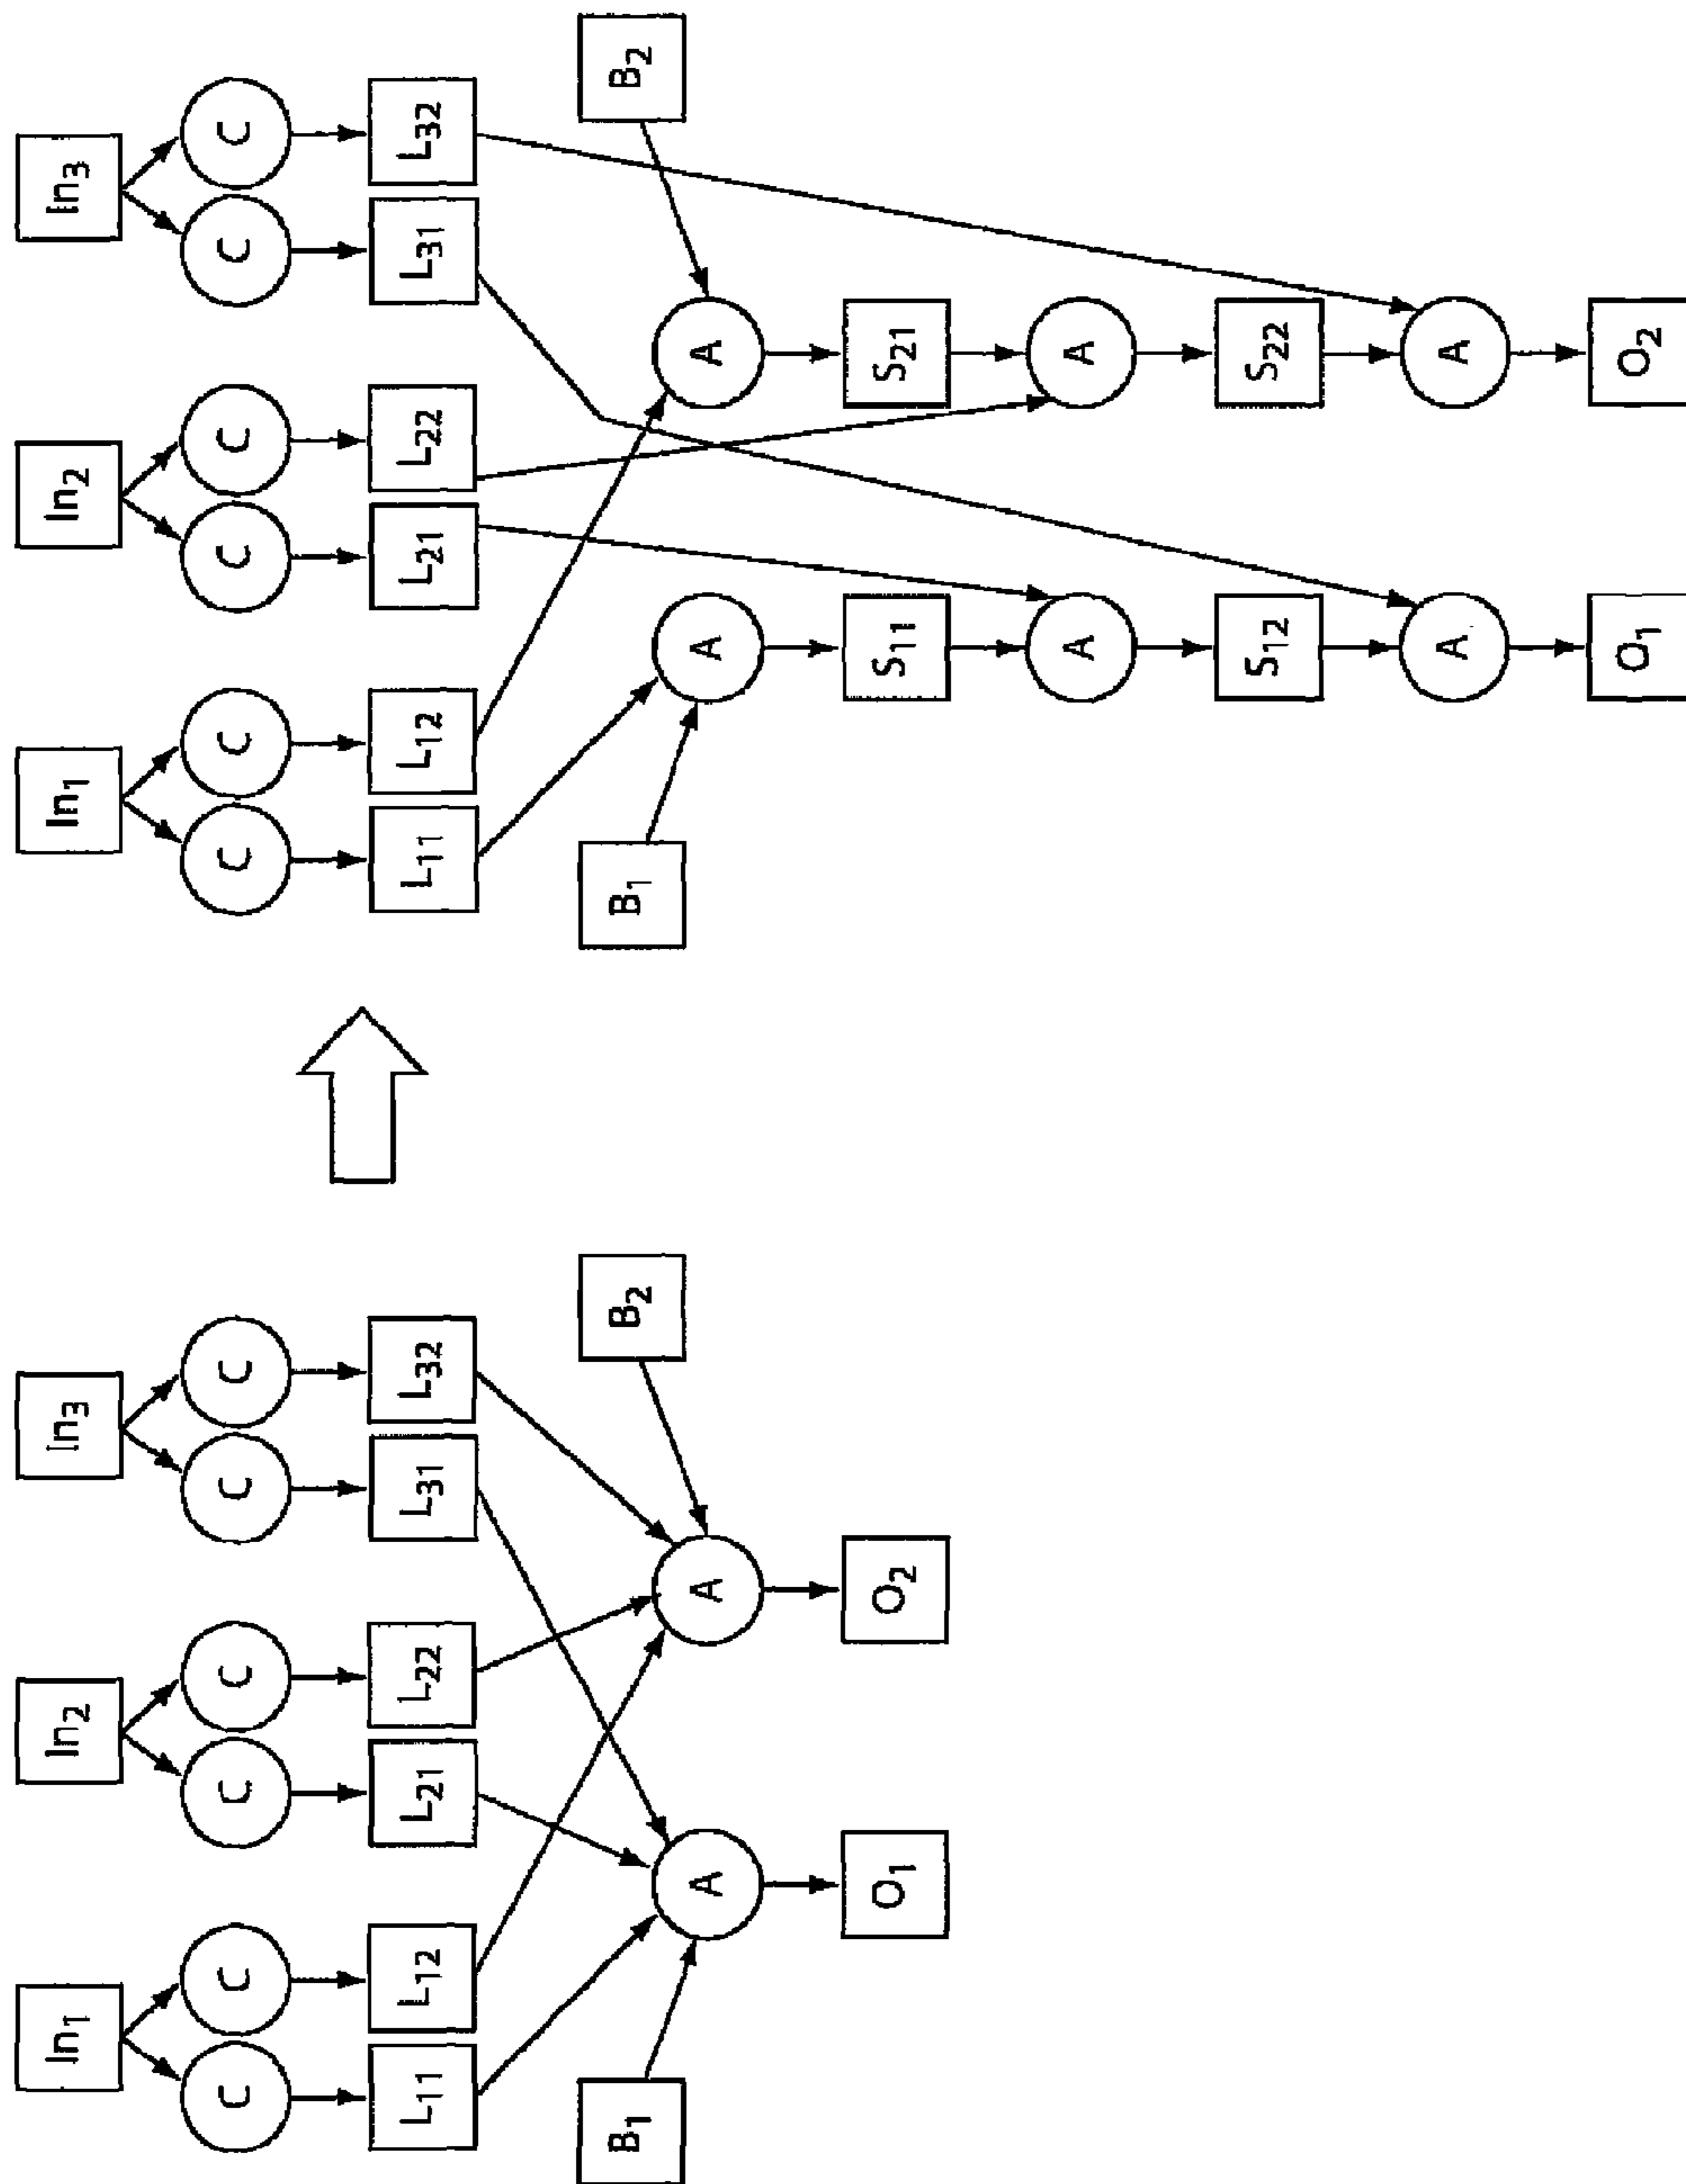 In₁ In₂ In₃ In₁ In₂ In₃
C C C C C C C C C C C C
L₁₁ L₁₂ L₂₁ L₂₂ L₃₁ L₃₂ L₁₁ L₁₂ L₂₁ L₂₂ L₃₁ L₃₂
B₁ B₂ B₁ B₂
A A A A
O₁ O₂ S₁₁ S₂₁
A A
S₁₂ S₂₂
A A
O₁ O₂